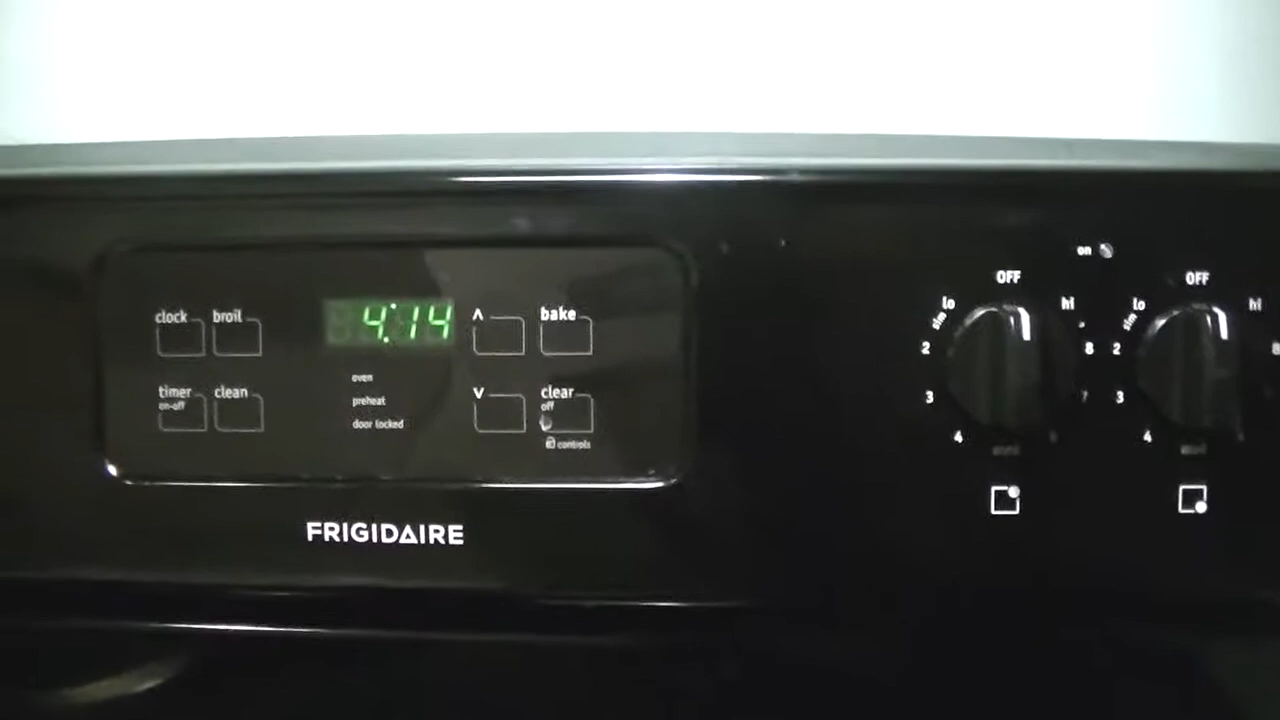 clock broil
4:14
^ bake
timer
on-off
clean
oven
preheat
door locked
v clear
off
controls
FRIGIDAIRE
on
OFF
lo
sim
hi
2
8
3
7
4
OFF
lo
sim
hi
2
8
3
4